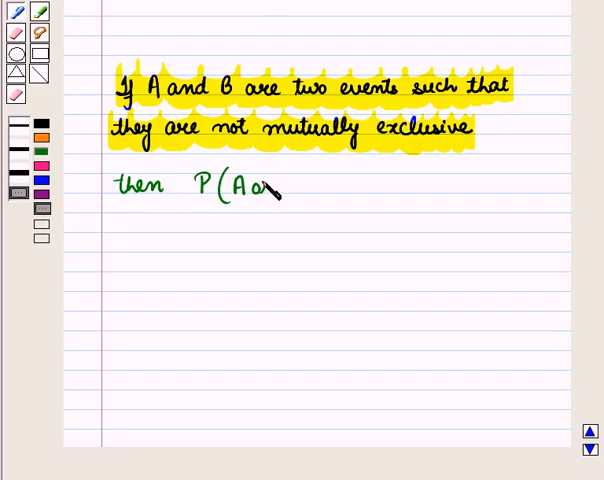 If A and B are two events such that
they are not mutually exclusive
then P(A o